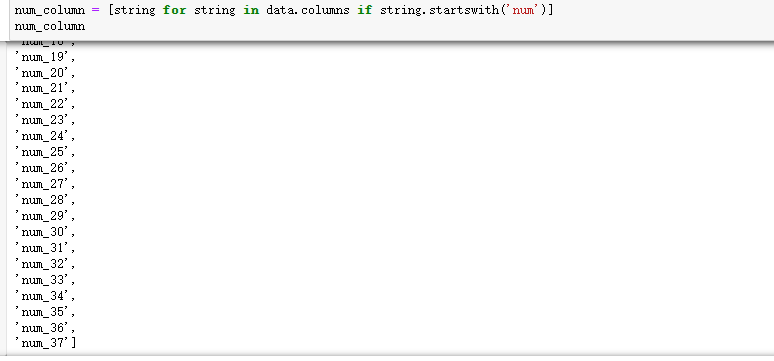 num_column = [string for string in data.columns if string.startswith('num')]
num_column
'num_19',
'num_20',
'num_21',
'num_22',
'num_23',
'num_24',
'num_25',
'num_26',
'num_27',
'num_28',
'num_29',
'num_30',
'num_31',
'num_32',
'num_33',
'num_34',
'num_35',
'num_36',
'num_37']